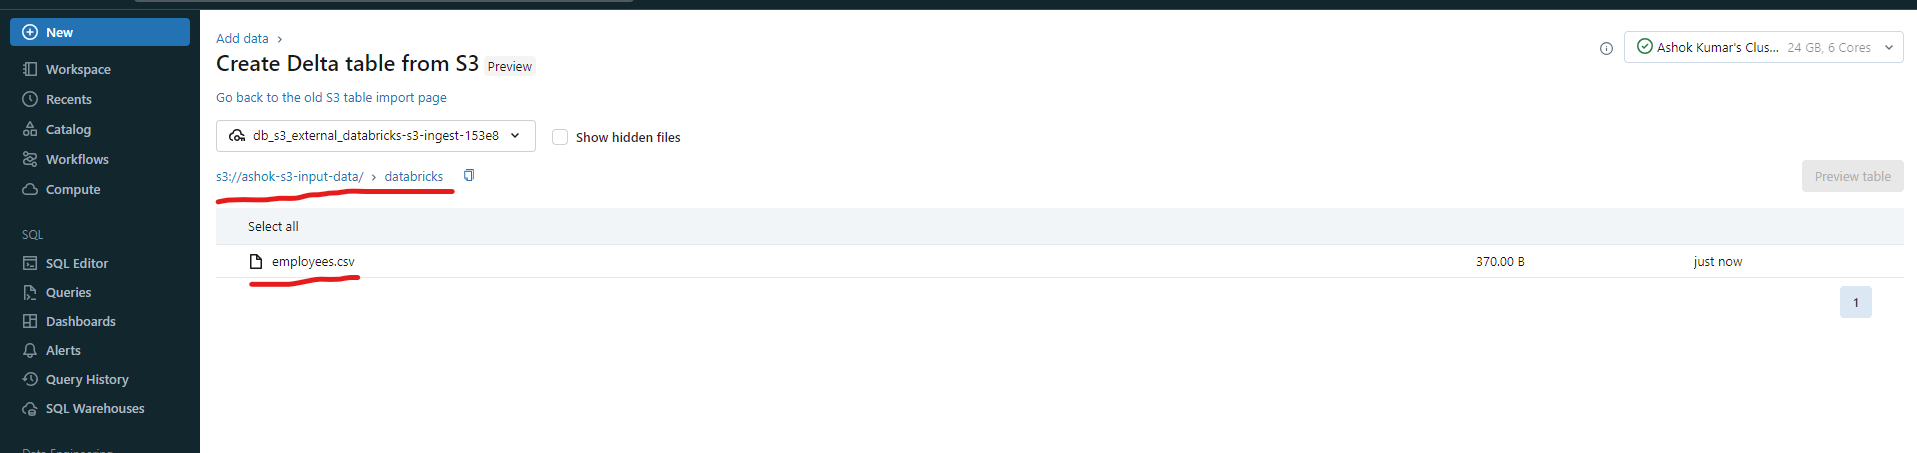 New
Workspace
Recents
Catalog
Workflows
Compute
SQL
SQL Editor
Queries
Dashboards
Alerts
Query History
SQL Warehouses
Data Engineering
Add data ›
Create Delta table from S3 Preview
Ashok Kumar's Clus... 24 GB, 6 Cores
Go back to the old S3 table import page
db_s3_external_databricks-s3-ingest-153e8
Show hidden files
s3://ashok-s3-input-data/ › databricks
Preview table
Select all
employees.csv 370.00 B just now
1